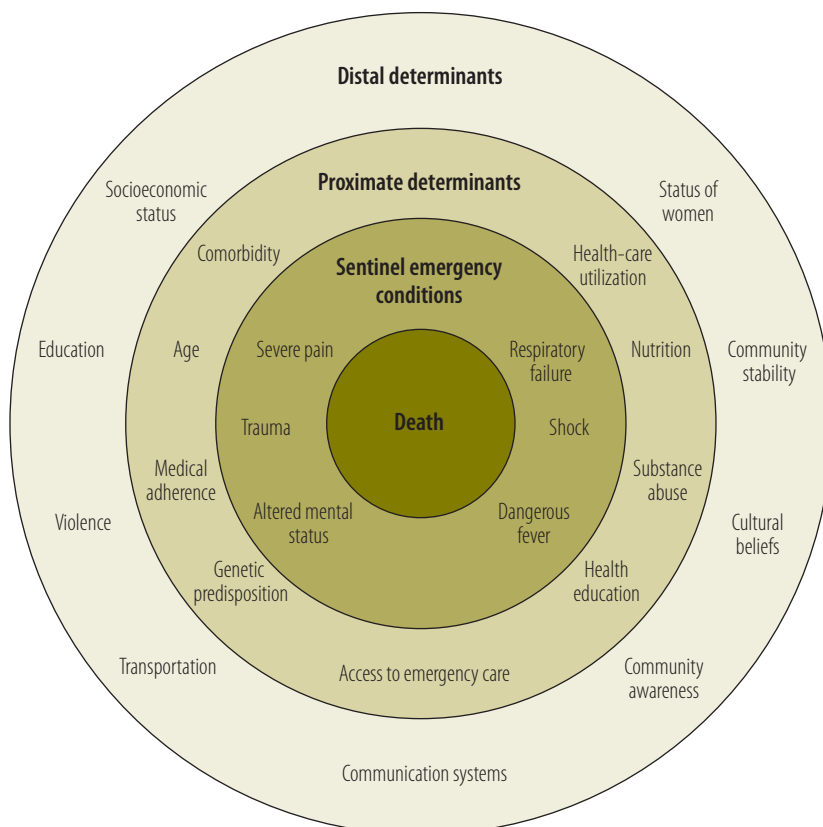 Distal determinants
Proximate determinants
Socioeconomic
status
Status of
women
Comorbidity
Health-care
utilization
Sentinel emergency
conditions
Education
Age
Severe pain
Respiratory
failure
Nutrition
Community
stability
Death
Trauma
Shock
Medical
adherence
Substance
abuse
Violence
Altered mental
status
Dangerous
fever
Cultural
beliefs
Genetic
predisposition
Health
education
Transportation
Access to emergency care
Community
awareness
Communication systems